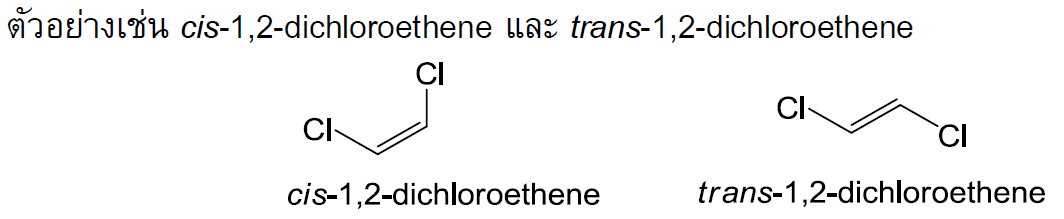 ตัวอย่างเช่น cis-1,2-dichloroethene และ trans-1,2-dichloroethene
Cl
Cl
cis-1,2-dichloroethene
Cl
Cl
trans-1,2-dichloroethene